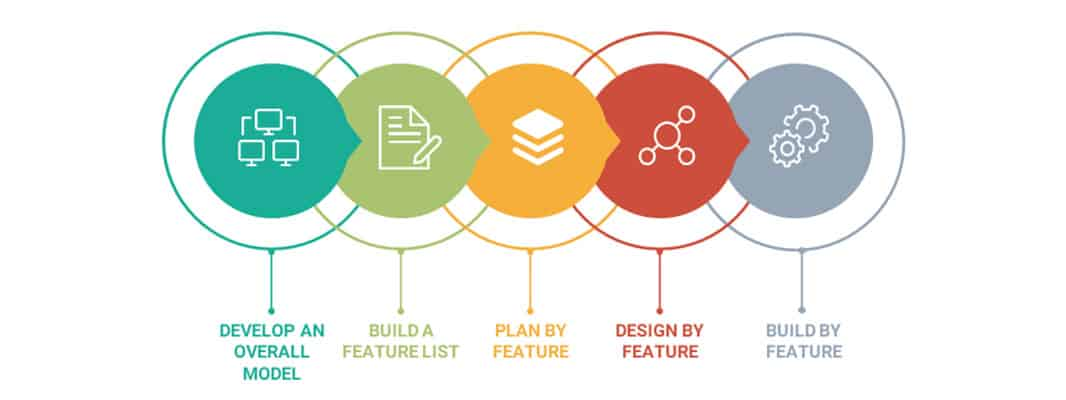 DEVELOP AN
OVERALL
MODEL
BUILD A
FEATURE LIST
PLAN BY
FEATURE
DESIGN BY
FEATURE
BUILD BY
FEATURE